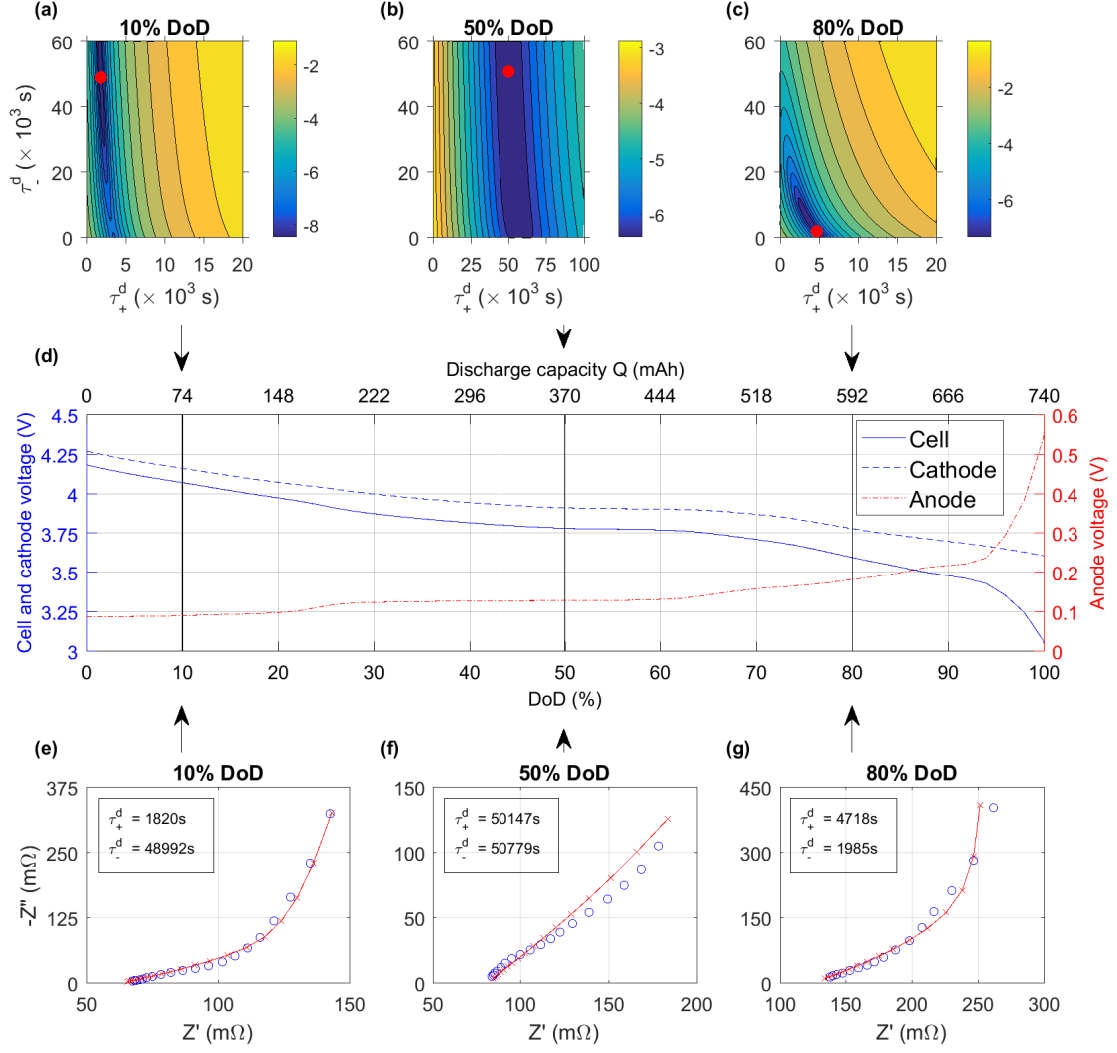 (a)
10% DoD
60
40
20
0
τ₋ᵈ (× 10³ s)
0 5 10 15 20
τ₊ᵈ (× 10³ s)
-2
-4
-6
-8
(b)
50% DoD
60
40
20
0
0 50 100
τ₊ᵈ (× 10³ s)
-3
-4
-5
-6
(c)
80% DoD
60
40
20
0
0 5 10 15 20
τ₊ᵈ (× 10³ s)
-2
-4
-6
(d)
Discharge capacity Q (mAh)
0 74 148 222 296 370 444 518 592 666 740
Cell and cathode voltage (V)
4.5
4.25
4
3.75
3.5
3.25
3
Cell
Cathode
Anode
0.6
0.5
0.4
0.3
0.2
0.1
0
Anode voltage (V)
0 10 20 30 40 50 60 70 80 90 100
DoD (%)
(e)
10% DoD
375
250
125
0
-Z'' (mΩ)
τ₊ᵈ = 1820s
τ₋ᵈ = 48992s
50 100 150
Z' (mΩ)
(f)
50% DoD
150
100
50
0
τ₊ᵈ = 50147s
τ₋ᵈ = 50779s
50 100 150 200
Z' (mΩ)
(g)
80% DoD
450
300
150
0
τ₊ᵈ = 4718s
τ₋ᵈ = 1985s
100 150 200 250 300
Z' (mΩ)